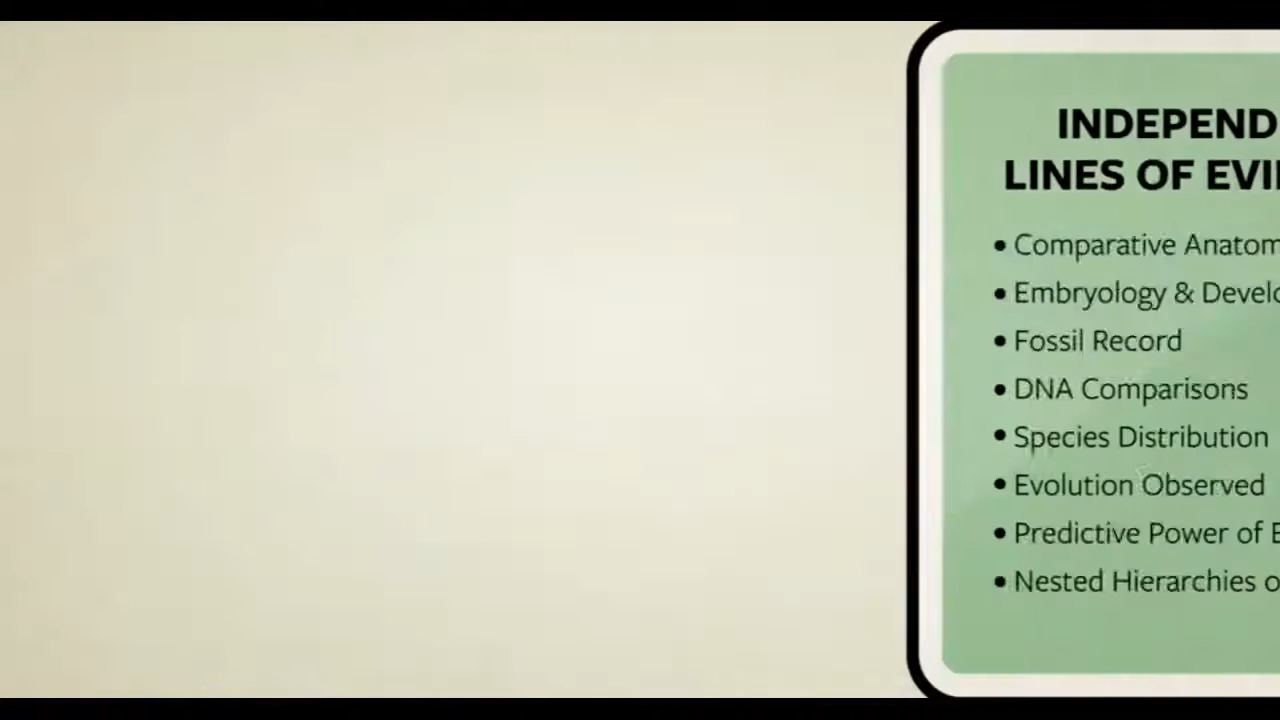 INDEPEND
LINES OF EVI
• Comparative Anatom
• Embryology & Develo
• Fossil Record
• DNA Comparisons
• Species Distribution
• Evolution Observed
• Predictive Power of E
• Nested Hierarchies o